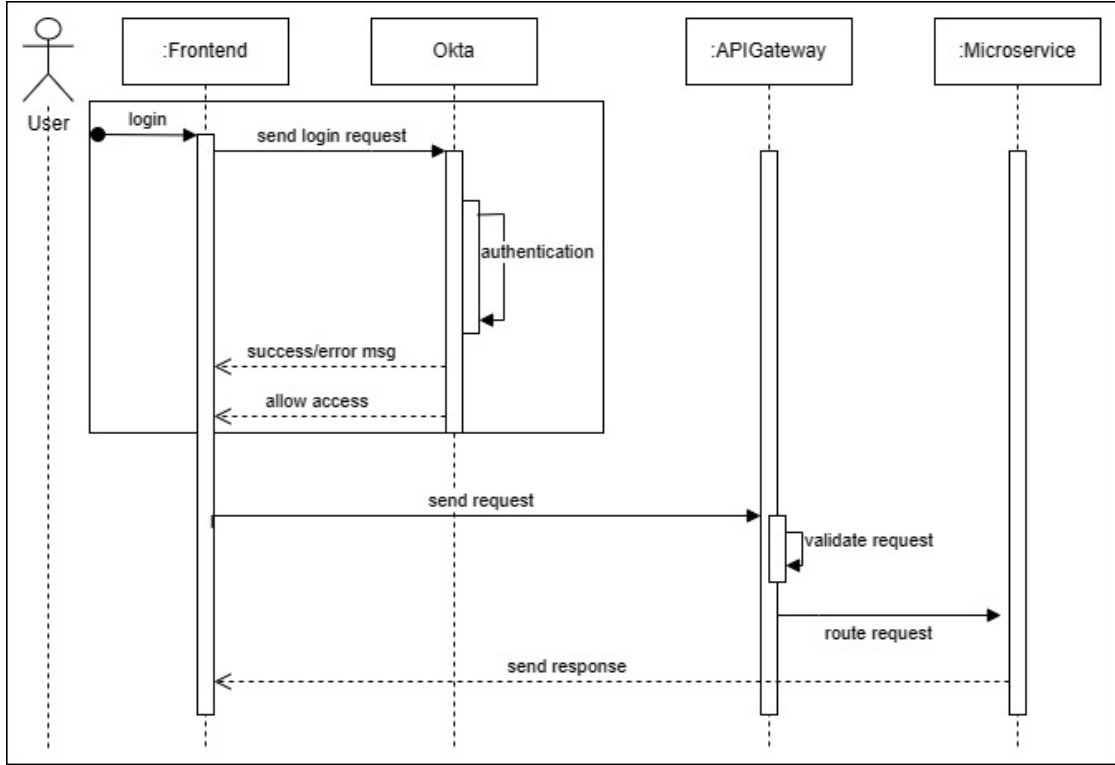 :Frontend
Okta
:APIGateway
:Microservice
User
login
send login request
authentication
success/error msg
allow access
send request
validate request
route request
send response